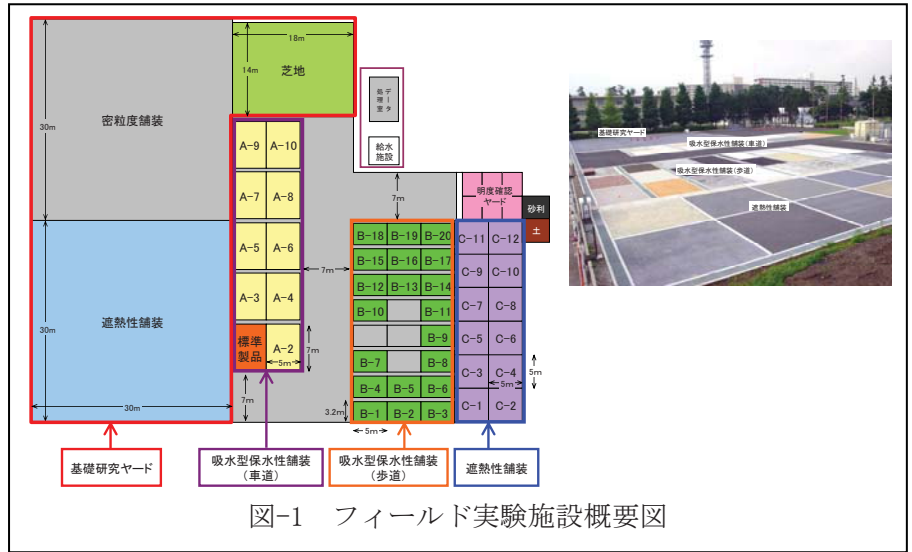 18m
14m
芝地
30m
密粒度舗装
データ
処理室
給水
施設
A-9 A-10
A-7 A-8
A-5 A-6
A-3 A-4
標準
製品
A-2
7m
5m
7m
7m
7m
30m
遮熱性舗装
30m
明度確認
ヤード
砂利
土
B-18 B-19 B-20
B-15 B-16 B-17
B-12 B-13 B-14
B-10 B-11
B-9
B-7 B-8
B-4 B-5 B-6
B-1 B-2 B-3
3.2m
5m
C-11 C-12
C-9 C-10
C-7 C-8
C-5 C-6
C-3 C-4
C-1 C-2
5m
5m
基礎研究ヤード
吸水型保水性舗装
(車道)
吸水型保水性舗装
(歩道)
遮熱性舗装
基礎研究ヤード
吸水型保水性舗装(車道)
吸水型保水性舗装(歩道)
遮熱性舗装
図-1 フィールド実験施設概要図